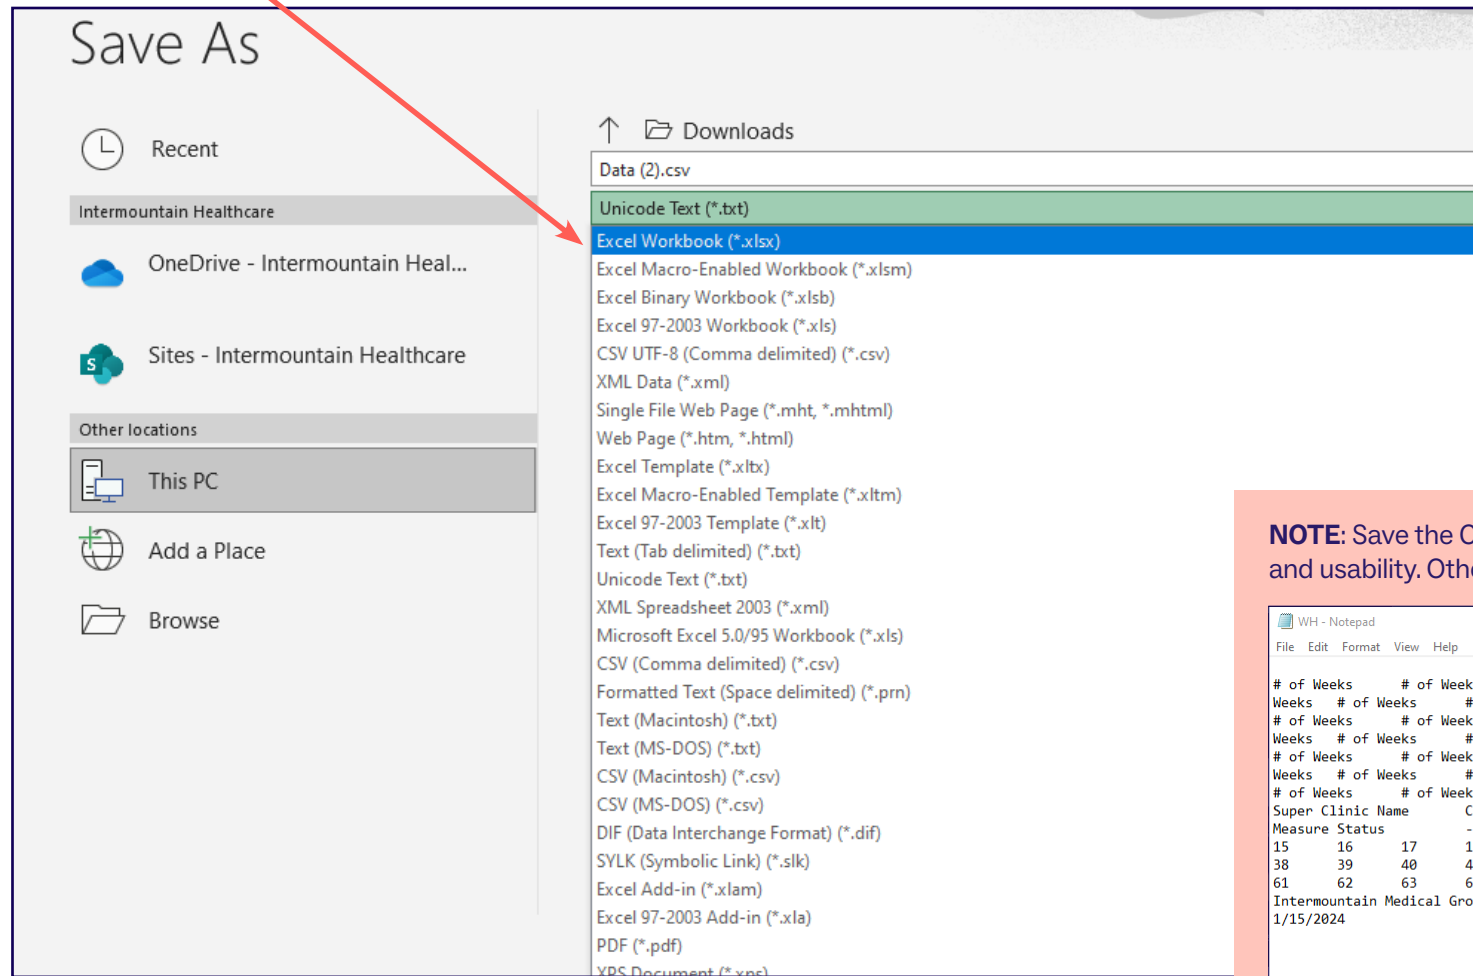 Save As
Recent
Intermountain Healthcare
OneDrive - Intermountain Heal...
Sites - Intermountain Healthcare
Other locations
This PC
Add a Place
Browse
Downloads
Data (2).csv
Unicode Text (*.txt)
Excel Workbook (*.xlsx)
Excel Macro-Enabled Workbook (*.xlsm)
Excel Binary Workbook (*.xlsb)
Excel 97-2003 Workbook (*.xls)
CSV UTF-8 (Comma delimited) (*.csv)
XML Data (*.xml)
Single File Web Page (*.mht, *.mhtml)
Web Page (*.htm, *.html)
Excel Template (*.xltx)
Excel Macro-Enabled Template (*.xltm)
Excel 97-2003 Template (*.xlt)
Text (Tab delimited) (*.txt)
Unicode Text (*.txt)
XML Spreadsheet 2003 (*.xml)
Microsoft Excel 5.0/95 Workbook (*.xls)
CSV (Comma delimited) (*.csv)
Formatted Text (Space delimited) (*.prn)
Text (Macintosh) (*.txt)
Text (MS-DOS) (*.txt)
CSV (Macintosh) (*.csv)
CSV (MS-DOS) (*.csv)
DIF (Data Interchange Format) (*.dif)
SYLK (Symbolic Link) (*.slk)
Excel Add-in (*.xlam)
Excel 97-2003 Add-in (*.xla)
PDF (*.pdf)
XPS Document (*.xps)
NOTE: Save the
and usability.
WH - Notepad
File Edit Format View Help
# of Weeks # of Week
Weeks # of Weeks #
# of Weeks # of Week
Weeks # of Weeks #
# of Weeks # of Week
Weeks # of Weeks #
# of Weeks # of Week
Super Clinic Name
Measure Status -
15 16 17
38 39 40
61 62 63
Intermountain Medical
1/15/2024